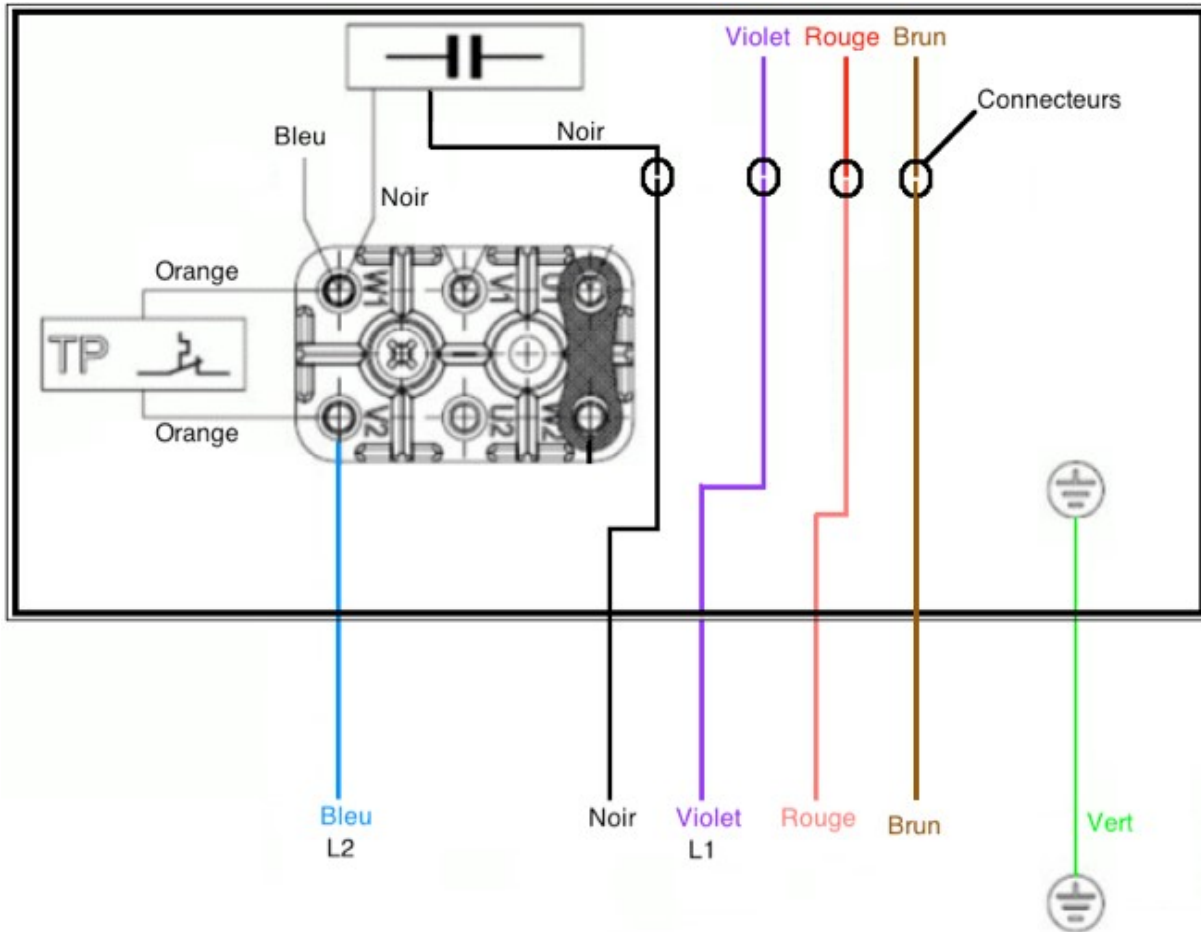 Violet Rouge Brun
Connecteurs
Noir
Bleu
Noir
Orange
W1 V1 U1
TP
V2 U2 W2
Orange
Bleu Noir Violet Rouge Brun Vert
L2 L1